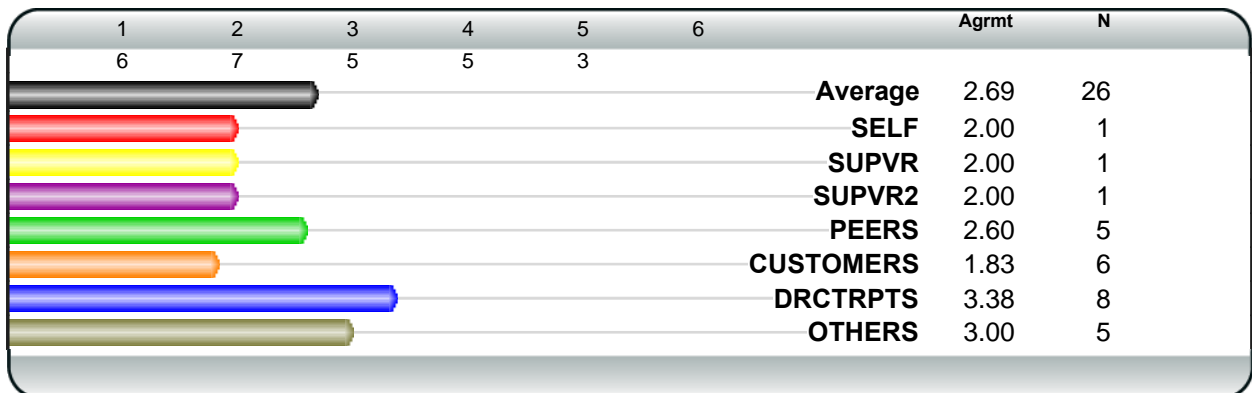 1 2 3 4 5 6 Agrmt N
6 7 5 5 3
Average 2.69 26
SELF 2.00 1
SUPVR 2.00 1
SUPVR2 2.00 1
PEERS 2.60 5
CUSTOMERS 1.83 6
DRCTRPTS 3.38 8
OTHERS 3.00 5